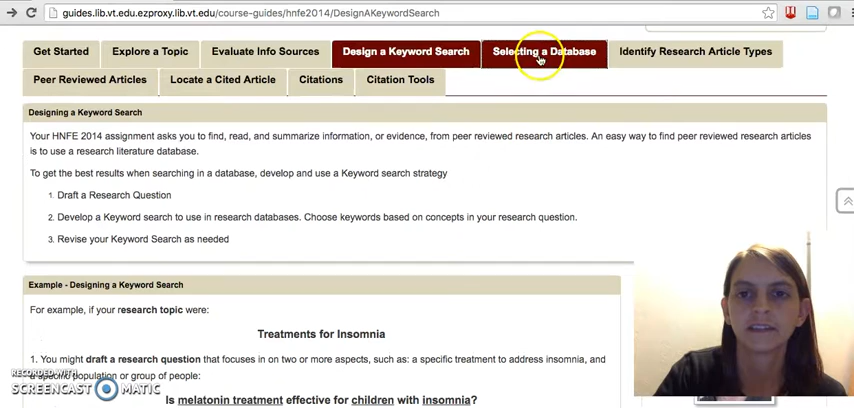 guides.lib.vt.edu.ezproxy.lib.vt.edu/course-guides/hnfe2014/DesignAKeywordSearch
Get Started Explore a Topic Evaluate Info Sources Design a Keyword Search Selecting a Database Identify Research Article Types
Peer Reviewed Articles Locate a Cited Article Citations Citation Tools
Designing a Keyword Search
Your HNFE 2014 assignment asks you to find, read, and summarize information, or evidence, from peer reviewed research articles. An easy way to find peer reviewed research articles
is to use a research literature database.
To get the best results when searching in a database, develop and use a Keyword search strategy
1. Draft a Research Question
2. Develop a Keyword search to use in research databases. Choose keywords based on concepts in your research question.
3. Revise your Keyword Search as needed
Example - Designing a Keyword Search
For example, if your research topic were:
Treatments for Insomnia
1. You might draft a research question that focuses in on two or more aspects, such as: a specific treatment to address insomnia, and
a specific population or group of people:
RECORDED WITH
SCREENCAST MATIC
Is melatonin treatment effective for children with insomnia?